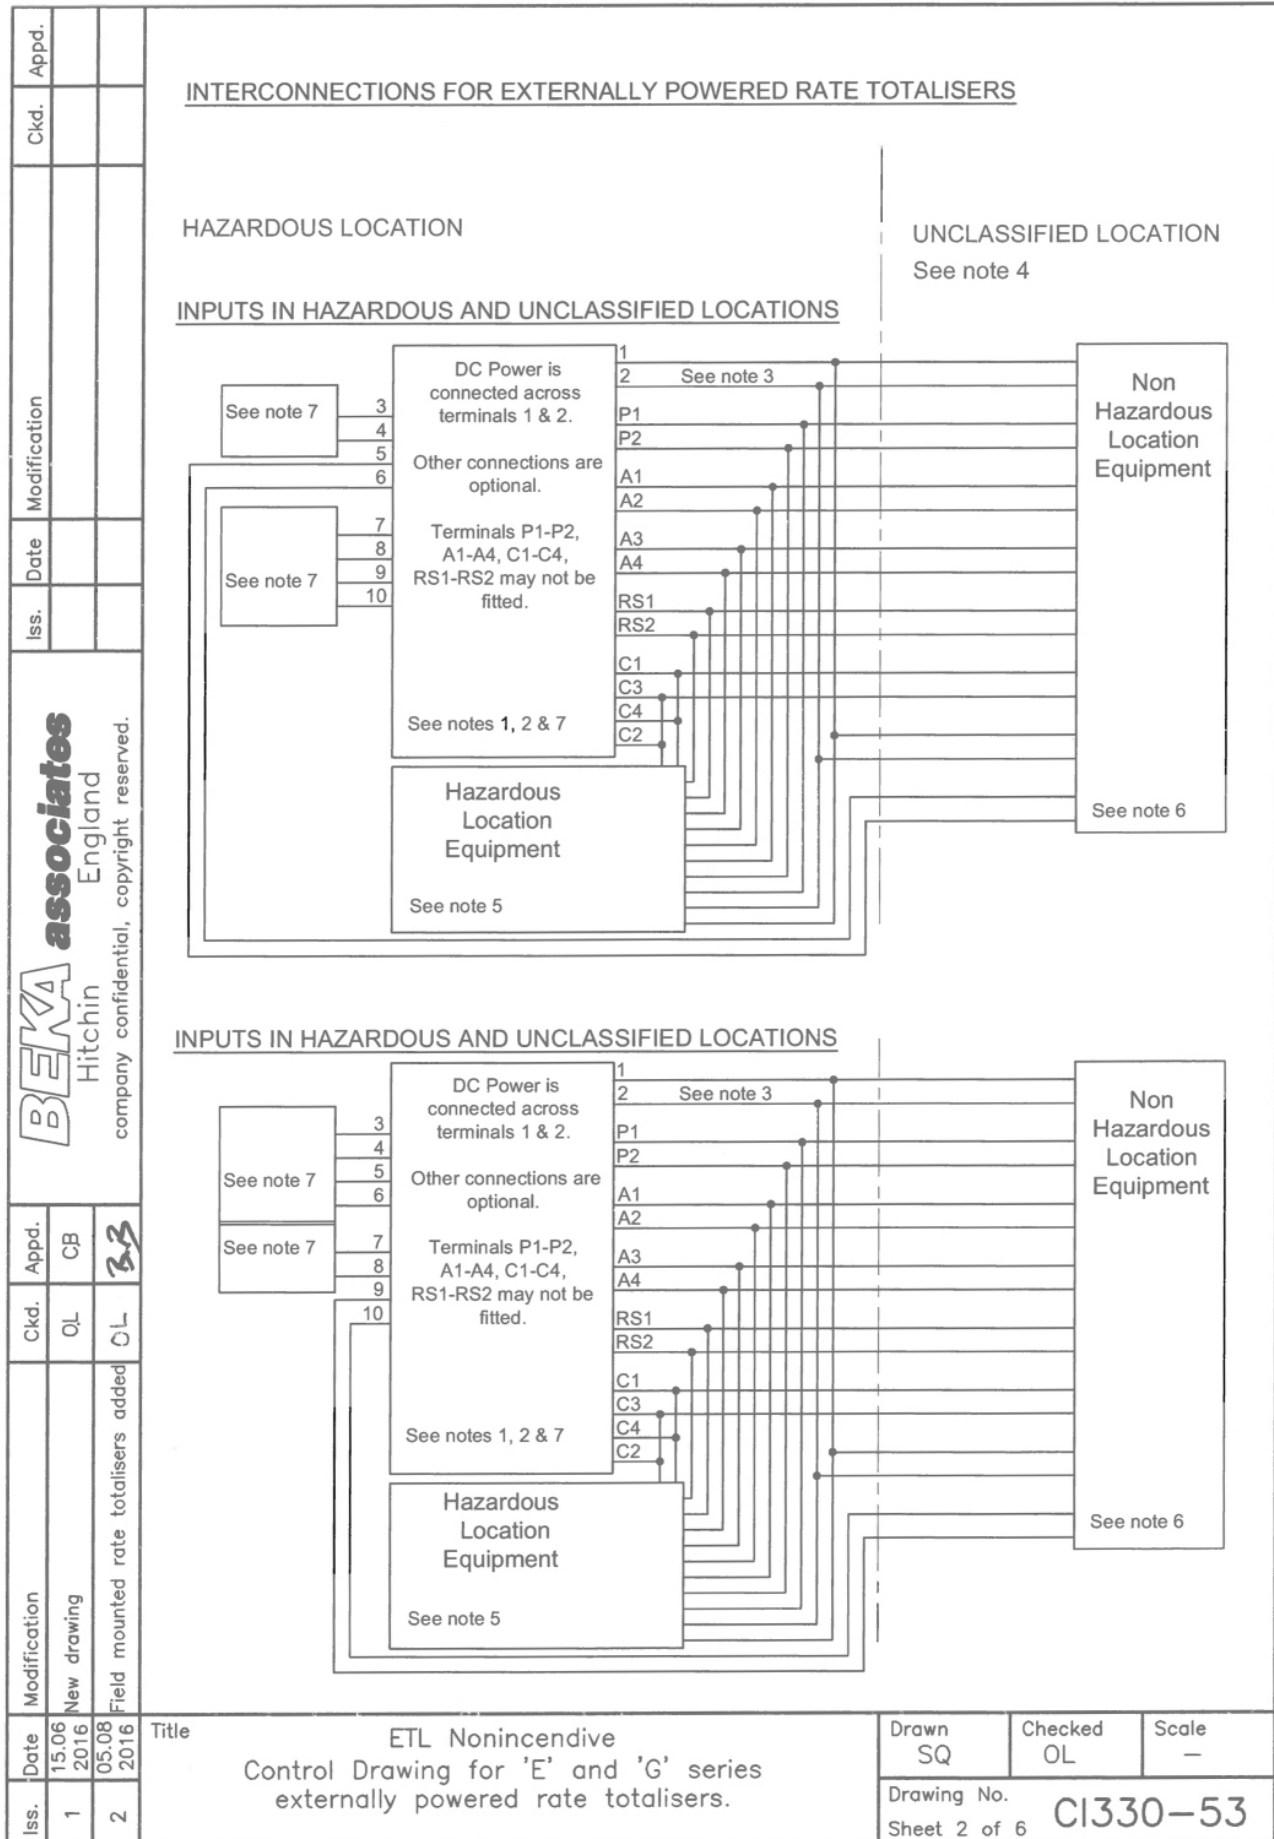 INTERCONNECTIONS FOR EXTERNALLY POWERED RATE TOTALISERS
HAZARDOUS LOCATION
UNCLASSIFIED LOCATION
See note 4
INPUTS IN HAZARDOUS AND UNCLASSIFIED LOCATIONS
See note 7
3
4
5
6
See note 7
7
8
9
10
DC Power is
connected across
terminals 1 & 2.
Other connections are
optional.
Terminals P1-P2,
A1-A4, C1-C4,
RS1-RS2 may not be
fitted.
See notes 1, 2 & 7
1
2
See note 3
P1
P2
A1
A2
A3
A4
RS1
RS2
C1
C3
C4
C2
Non
Hazardous
Location
Equipment
See note 6
Hazardous
Location
Equipment
See note 5
INPUTS IN HAZARDOUS AND UNCLASSIFIED LOCATIONS
See note 7
3
4
5
6
See note 7
7
8
9
10
DC Power is
connected across
terminals 1 & 2.
Other connections are
optional.
Terminals P1-P2,
A1-A4, C1-C4,
RS1-RS2 may not be
fitted.
See notes 1, 2 & 7
1
2
See note 3
P1
P2
A1
A2
A3
A4
RS1
RS2
C1
C3
C4
C2
Non
Hazardous
Location
Equipment
See note 6
Hazardous
Location
Equipment
See note 5
Iss. Date Modification Ckd. Appd.
BEKA associates
Hitchin England
company confidential, copyright reserved.
Iss. Date Modification Ckd. Appd.
1 15.06 2016 New drawing OL CB
2 05.08 2016 Field mounted rate totalisers added OL
Title
ETL Nonincendive
Control Drawing for 'E' and 'G' series
externally powered rate totalisers.
Drawn
SQ
Checked
OL
Scale
–
Drawing No.
Sheet 2 of 6
CI330–53